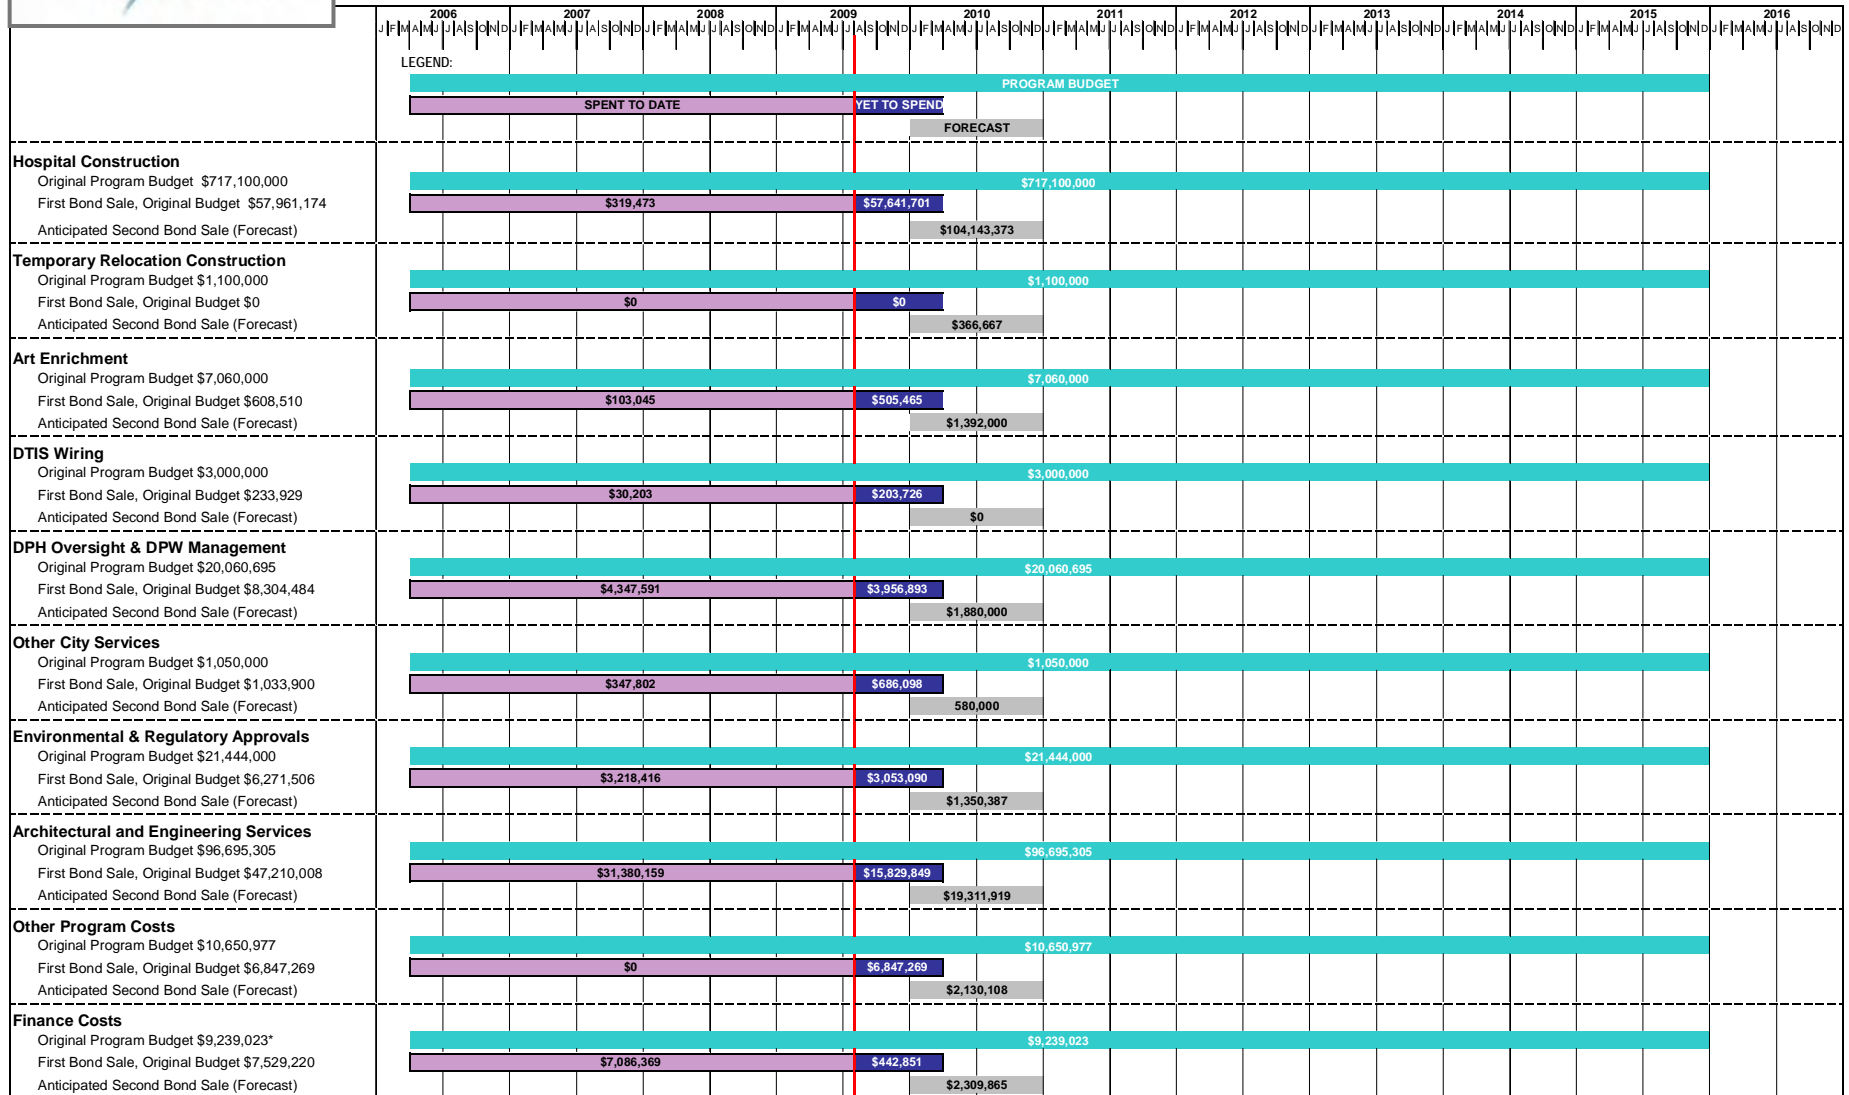 2006 2007 2008 2009 2010 2011 2012 2013 2014 2015 2016
J F M A M J J A S O N D J F M A M J J A S O N D J F M A M J J A S O N D J F M A M J J A S O N D J F M A M J J A S O N D J F M A M J J A S O N D J F M A M J J A S O N D J F M A M J J A S O N D J F M A M J J A S O N D J F M A M J J A S O N D J F M A M J J A S O N D
LEGEND:
PROGRAM BUDGET
SPENT TO DATE YET TO SPEND
FORECAST
Hospital Construction
Original Program Budget $717,100,000 $717,100,000
First Bond Sale, Original Budget $57,961,174 $319,473 $57,641,701
Anticipated Second Bond Sale (Forecast) $104,143,373
Temporary Relocation Construction
Original Program Budget $1,100,000 $1,100,000
First Bond Sale, Original Budget $0 $0 $0
Anticipated Second Bond Sale (Forecast) $366,667
Art Enrichment
Original Program Budget $7,060,000 $7,060,000
First Bond Sale, Original Budget $608,510 $103,045 $505,465
Anticipated Second Bond Sale (Forecast) $1,392,000
DTIS Wiring
Original Program Budget $3,000,000 $3,000,000
First Bond Sale, Original Budget $233,929 $30,203 $203,726
Anticipated Second Bond Sale (Forecast) $0
DPH Oversight & DPW Management
Original Program Budget $20,060,695 $20,060,695
First Bond Sale, Original Budget $8,304,484 $4,347,591 $3,956,893
Anticipated Second Bond Sale (Forecast) $1,880,000
Other City Services
Original Program Budget $1,050,000 $1,050,000
First Bond Sale, Original Budget $1,033,900 $347,802 $686,098
Anticipated Second Bond Sale (Forecast) 580,000
Environmental & Regulatory Approvals
Original Program Budget $21,444,000 $21,444,000
First Bond Sale, Original Budget $6,271,506 $3,218,416 $3,053,090
Anticipated Second Bond Sale (Forecast) $1,350,387
Architectural and Engineering Services
Original Program Budget $96,695,305 $96,695,305
First Bond Sale, Original Budget $47,210,008 $31,380,159 $15,829,849
Anticipated Second Bond Sale (Forecast) $19,311,919
Other Program Costs
Original Program Budget $10,650,977 $10,650,977
First Bond Sale, Original Budget $6,847,269 $0 $6,847,269
Anticipated Second Bond Sale (Forecast) $2,130,108
Finance Costs
Original Program Budget $9,239,023* $9,239,023
First Bond Sale, Original Budget $7,529,220 $7,086,369 $442,851
Anticipated Second Bond Sale (Forecast) $2,309,865